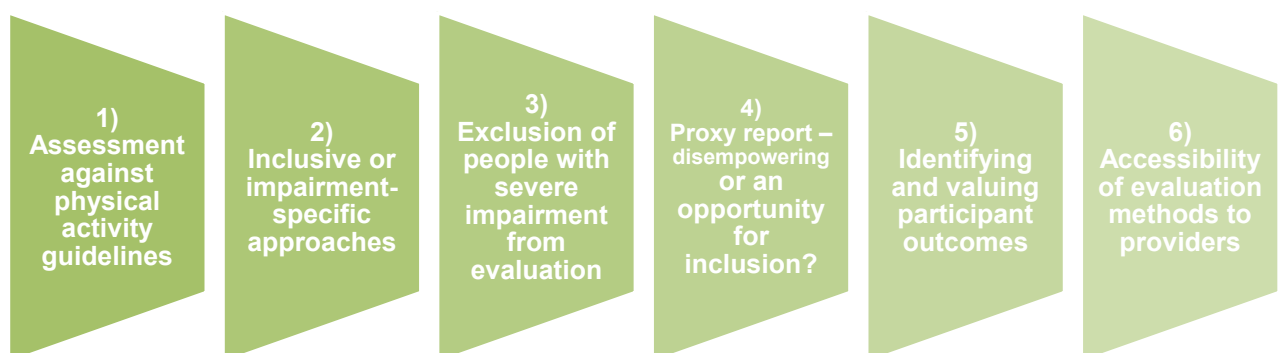 1)
Assessment
against
physical
activity
guidelines
2)
Inclusive or
impairment-
specific
approaches
3)
Exclusion of
people with
severe
impairment
from
evaluation
4)
Proxy report –
disempowering
or an
opportunity
for
inclusion?
5)
Identifying
and valuing
participant
outcomes
6)
Accessibility
of evaluation
methods to
providers